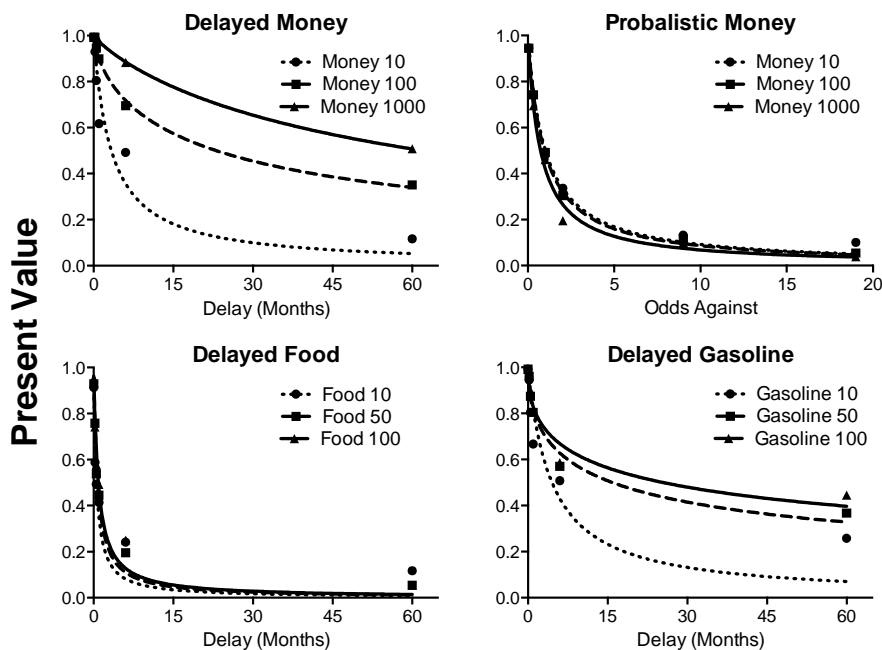 Present Value
Delayed Money
1.0
0.8
0.6
0.4
0.2
0.0
Money 10
Money 100
Money 1000
0 15 30 45 60
Delay (Months)
Probalistic Money
1.0
0.8
0.6
0.4
0.2
0.0
Money 10
Money 100
Money 1000
0 5 10 15 20
Odds Against
Delayed Food
1.0
0.8
0.6
0.4
0.2
0.0
Food 10
Food 50
Food 100
0 15 30 45 60
Delay (Months)
Delayed Gasoline
1.0
0.8
0.6
0.4
0.2
0.0
Gasoline 10
Gasoline 50
Gasoline 100
0 15 30 45 60
Delay (Months)